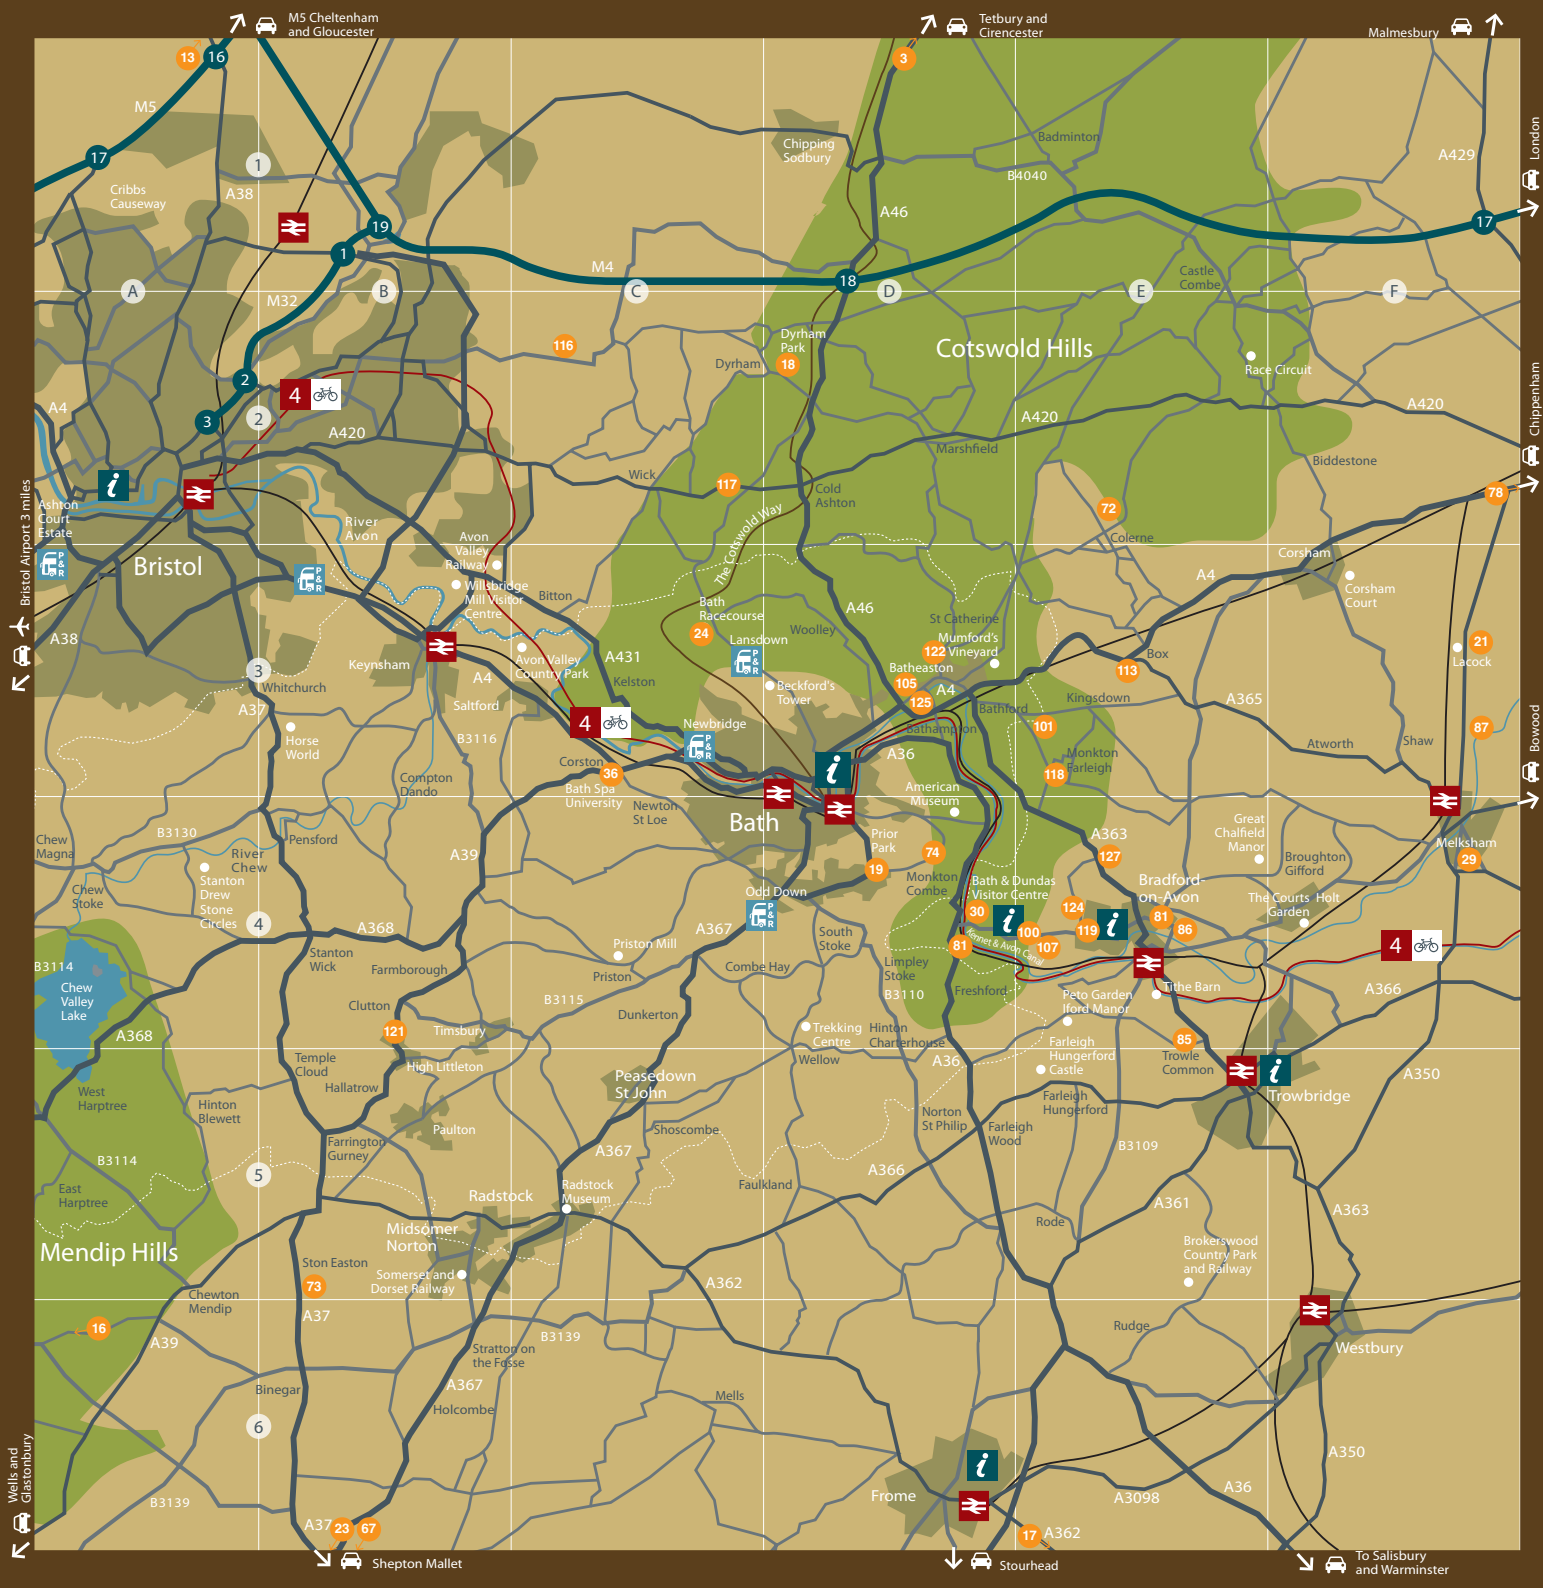 M5 Cheltenham
and Gloucester
Tetbury and
Cirencester
Malmesbury
13
16
3
M5
17
1
Cribbs
Causeway
A38
Chipping
Sodbury
Badminton
B4040
A429
London
19
A46
17
1
M4
18
Castle
Combe
A
B
C
D
E
F
M32
116
Dyrham
Park
Dyrham
18
Cotswold Hills
Race Circuit
2
4
A4
3
2
A420
A420
A420
Chippenham
Marshfield
Biddestone
Wick
117
Cold
Ashton
78
Ashton
Court
Estate
P&R
River
Avon
The Cotswold Way
72
Colerne
Bristol Airport 3 miles
Bristol
P&R
Avon
Valley
Railway
Willsbridge
Mill Visitor
Centre
Bitton
Corsham
A4
Corsham
Court
A38
Bath
Racecourse
24
Woolley
A46
St Catherine
Lansdown
P&R
122
Mumford's
Vineyard
21
Lacock
Keynsham
Avon Valley
Country Park
A431
Batheaston
113
Box
3
Whitchurch
A4
Kelston
Beckford's
Tower
105
A4
Kingsdown
A365
Saltford
125
Bathford
A37
Horse
World
B3116
4
Newbridge
P&R
Bathampton
101
87
Bowood
Atworth
Shaw
A36
Monkton
Farleigh
Corston
36
Bath Spa
University
118
Compton
Dando
American
Museum
Newton
St Loe
Bath
Chew
Magna
B3130
Pensford
Prior
Park
Great
Chalfield
Manor
A363
Melksham
29
River
Chew
A39
74
127
Broughton
Gifford
Stanton
Drew
Stone
Circles
19
Monkton
Combe
Bath & Dundas
Visitor Centre
Bradford-
on-Avon
Chew
Stoke
Odd Down
P&R
The Courts
Garden
Holt
30
124
81
4
A368
A367
South
Stoke
100
119
86
4
Kennet & Avon Canal
107
81
Priston Mill
Stanton
Wick
B3114
Farmborough
Priston
Combe Hay
Limpley
Stoke
Chew
Valley
Lake
Freshford
Tithe Barn
A366
Peto Garden
Iford Manor
B3110
B3115
Clutton
Dunkerton
121
Timsbury
Trekking
Centre
Hinton
Charterhouse
A368
85
Farleigh
Hungerford
Castle
Trowle
Common
Wellow
A36
Temple
Cloud
High Littleton
A350
Peasedown
St John
Hallatrow
West
Harptree
Hinton
Blewett
Farleigh
Hungerford
Trowbridge
Norton
St Philip
Farleigh
Wood
Paulton
Shoscombe
Farrington
Gurney
B3109
B3114
A367
A366
5
Faulkland
East
Harptree
Radstock
Radstock
Museum
A361
A363
Rode
Midsomer
Norton
Mendip Hills
Brokerswood
Country Park
and Railway
Ston Easton
Somerset and
Dorset Railway
73
A362
Chewton
Mendip
A37
16
A39
B3139
Rudge
Westbury
Stratton on
the Fosse
Binegar
A367
Mells
Holcombe
6
Wells and
Glastonbury
A350
B3139
Frome
A36
A3098
A37
23
67
17
A362
Shepton Mallet
Stourhead
To Salisbury
and Warminster